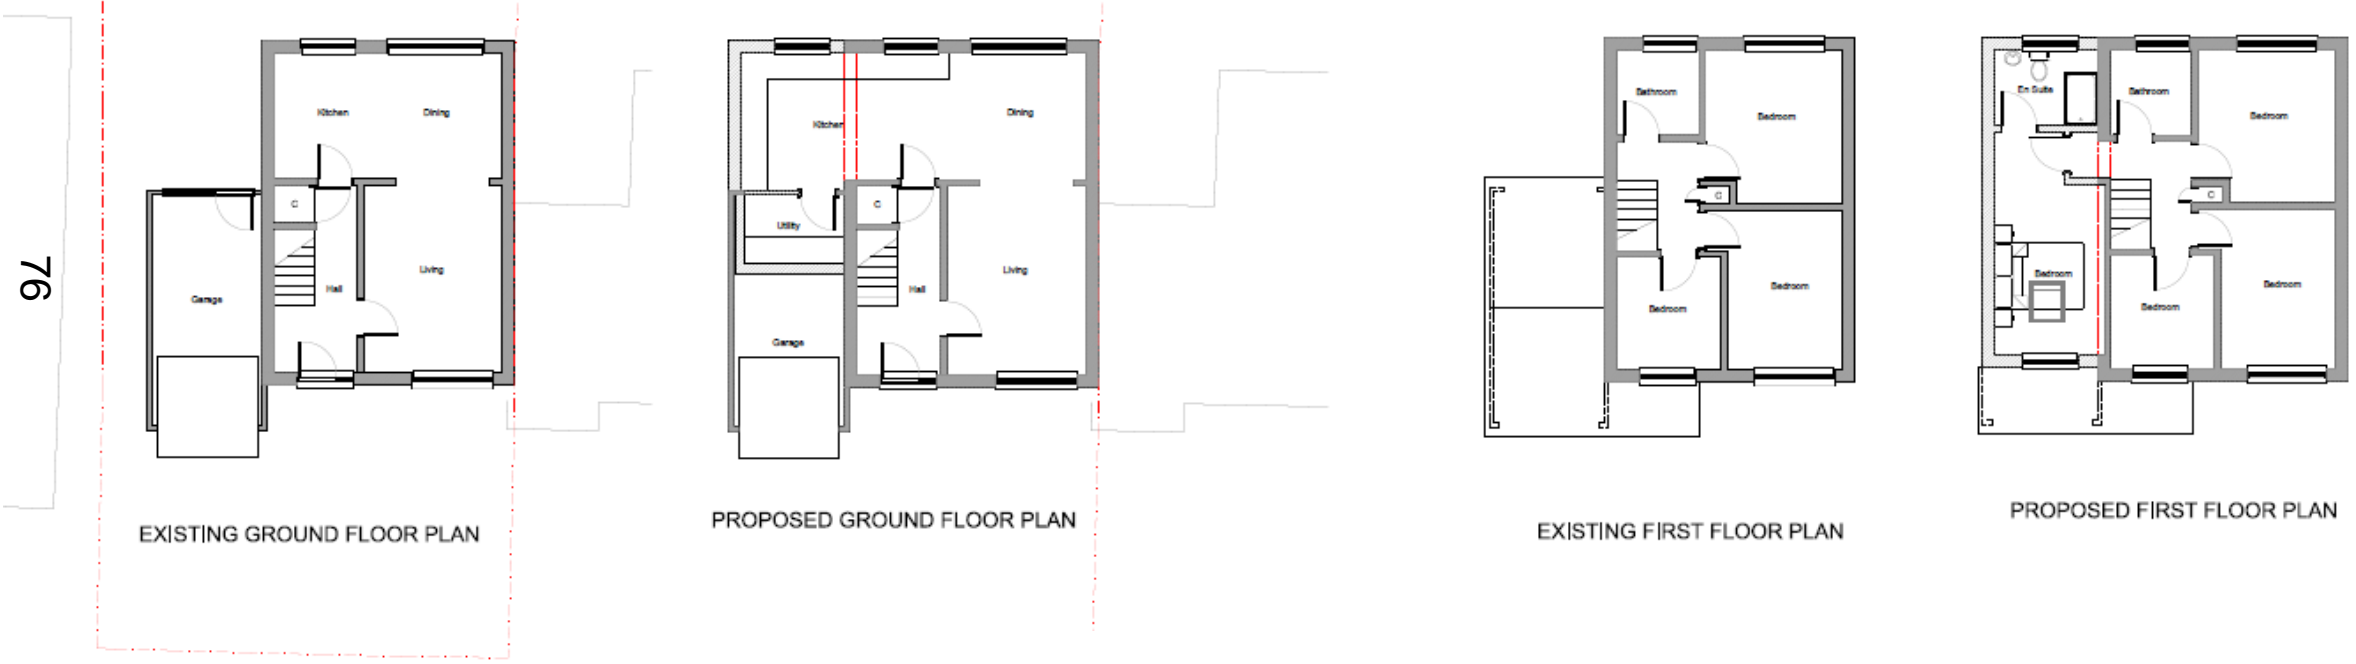 76
Kitchen
Dining
C
Hall
Living
Garage
EXISTING GROUND FLOOR PLAN
Kitchen
Dining
Utility
C
Hall
Living
Garage
PROPOSED GROUND FLOOR PLAN
Bathroom
Bedroom
C
Bedroom
Bedroom
EXISTING FIRST FLOOR PLAN
En Suite
Bathroom
Bedroom
C
Bedroom
Bedroom
Bedroom
PROPOSED FIRST FLOOR PLAN